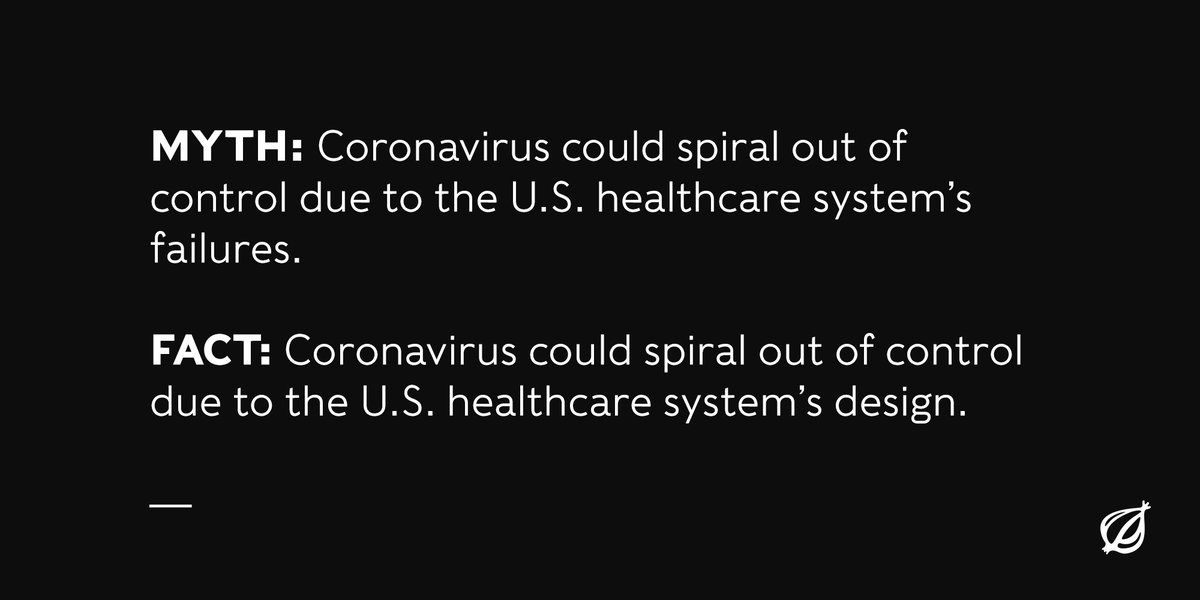 MYTH: Coronavirus could spiral out of
control due to the U.S. healthcare system’s
failures.
FACT: Coronavirus could spiral out of control
due to the U.S. healthcare system’s design.